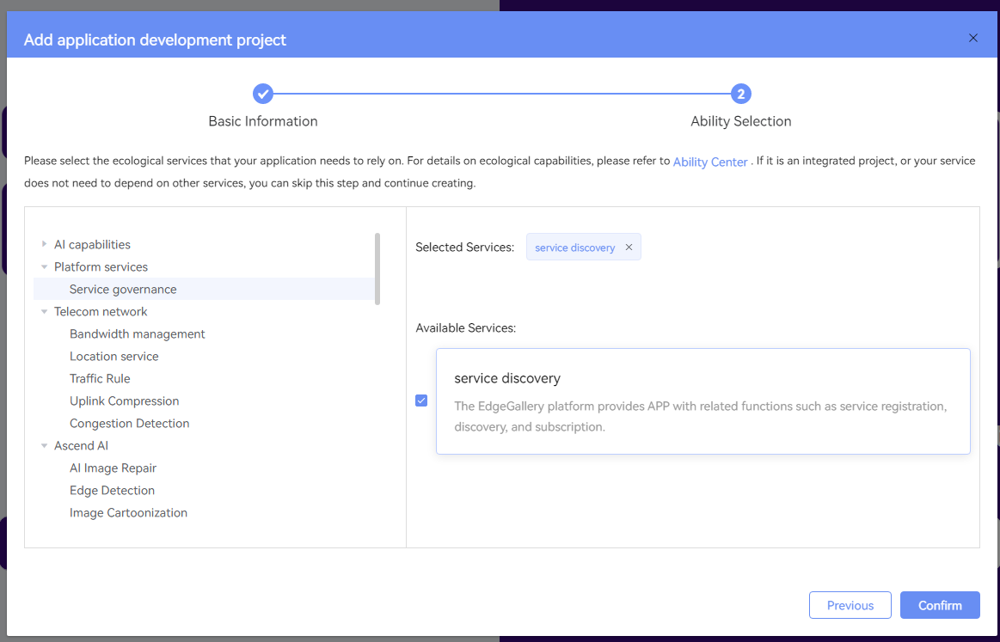 Add application development project
2
Basic Information
Ability Selection
Please select the ecological services that your application needs to rely on. For details on ecological capabilities, please refer to Ability Center . If it is an integrated project, or your service
does not need to depend on other services, you can skip this step and continue creating.
AI capabilities
Platform services
Service governance
Telecom network
Bandwidth management
Location service
Traffic Rule
Uplink Compression
Congestion Detection
Ascend AI
AI Image Repair
Edge Detection
Image Cartoonization
Selected Services:
service discovery
Available Services:
service discovery
The EdgeGallery platform provides APP with related functions such as service registration,
discovery, and subscription.
Previous
Confirm